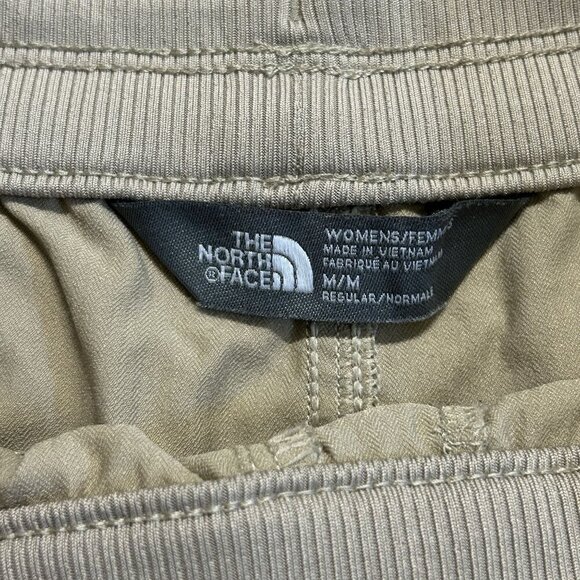 THE
NORTH
FACE®
WOMENS/FEMM
MADE IN VIETNAM
FABRIQUÉ AU VIETNAM
M/M
REGULAR/NORMALE